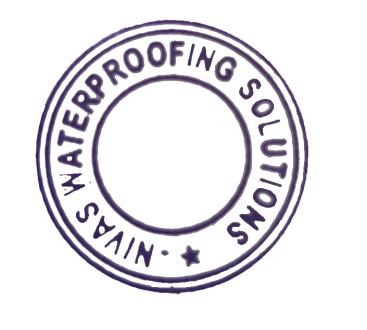 NIVAS WATERPROOFING SOLUTIONS